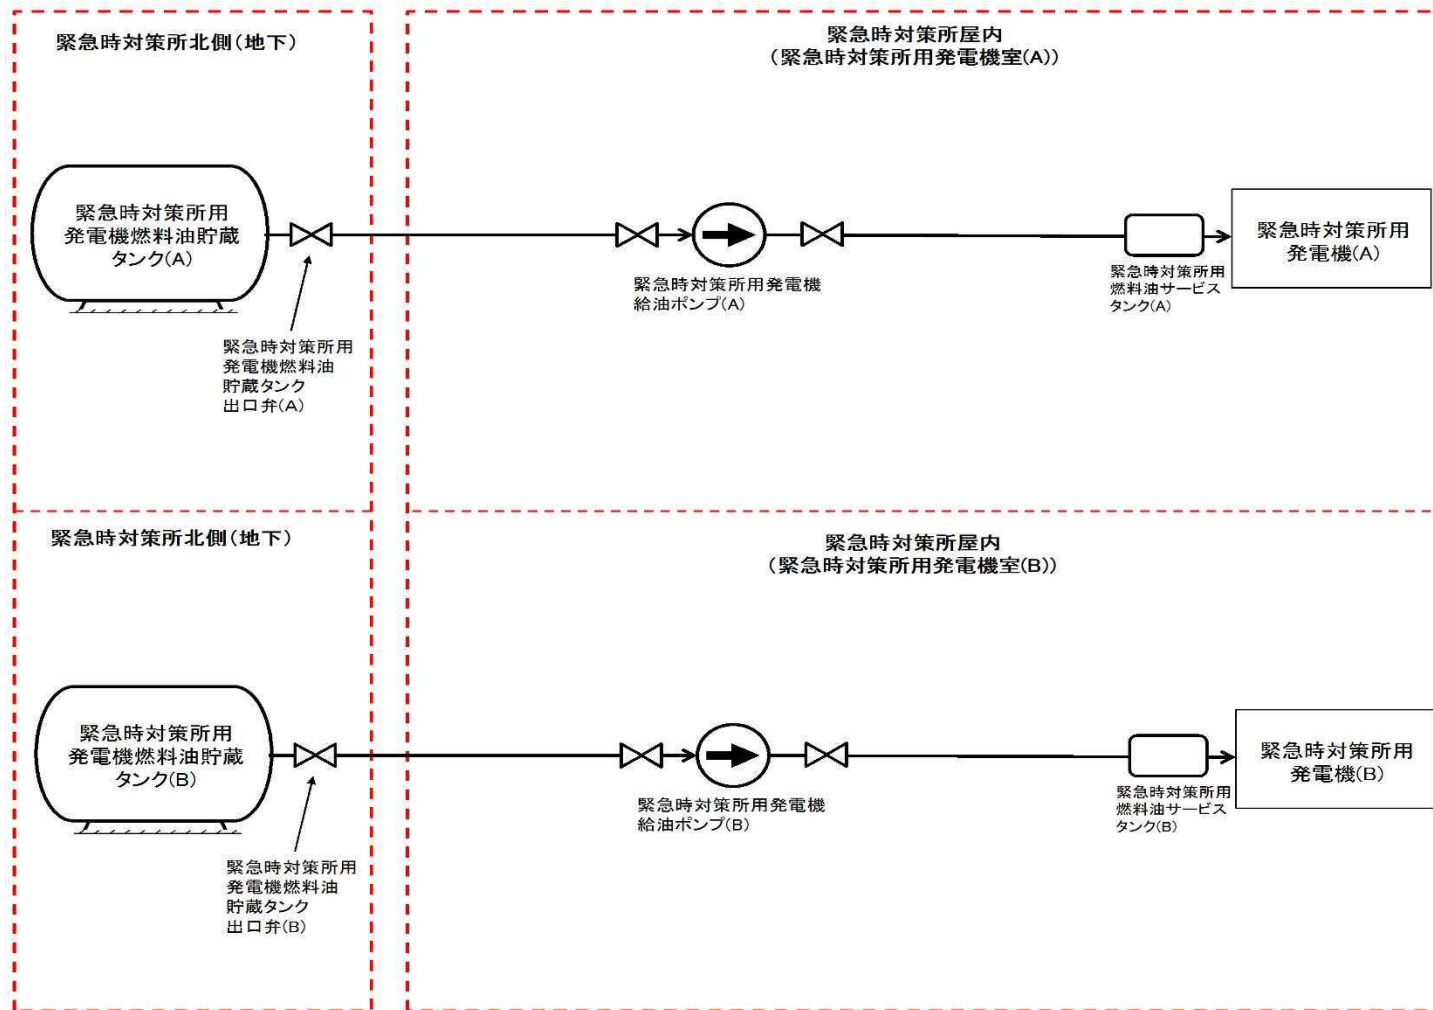 緊急時対策所北側(地下)
緊急時対策所屋内
(緊急時対策所用発電機室(A))
緊急時対策所用
発電機燃料油貯蔵
タンク(A)
緊急時対策所用
発電機燃料油
貯蔵タンク
出口弁(A)
緊急時対策所用発電機
給油ポンプ(A)
緊急時対策所用
燃料油サービス
タンク(A)
緊急時対策所用
発電機(A)
緊急時対策所北側(地下)
緊急時対策所屋内
(緊急時対策所用発電機室(B))
緊急時対策所用
発電機燃料油貯蔵
タンク(B)
緊急時対策所用
発電機燃料油
貯蔵タンク
出口弁(B)
緊急時対策所用発電機
給油ポンプ(B)
緊急時対策所用
燃料油サービス
タンク(B)
緊急時対策所用
発電機(B)